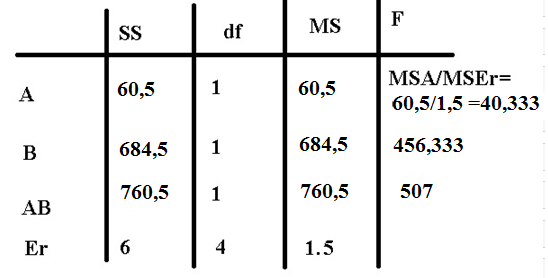 SS df MS F
A 60,5 1 60,5 MSA/MSEr=
60,5/1,5 =40,333
B 684,5 1 684,5 456,333
AB 760,5 1 760,5 507
Er 6 4 1.5